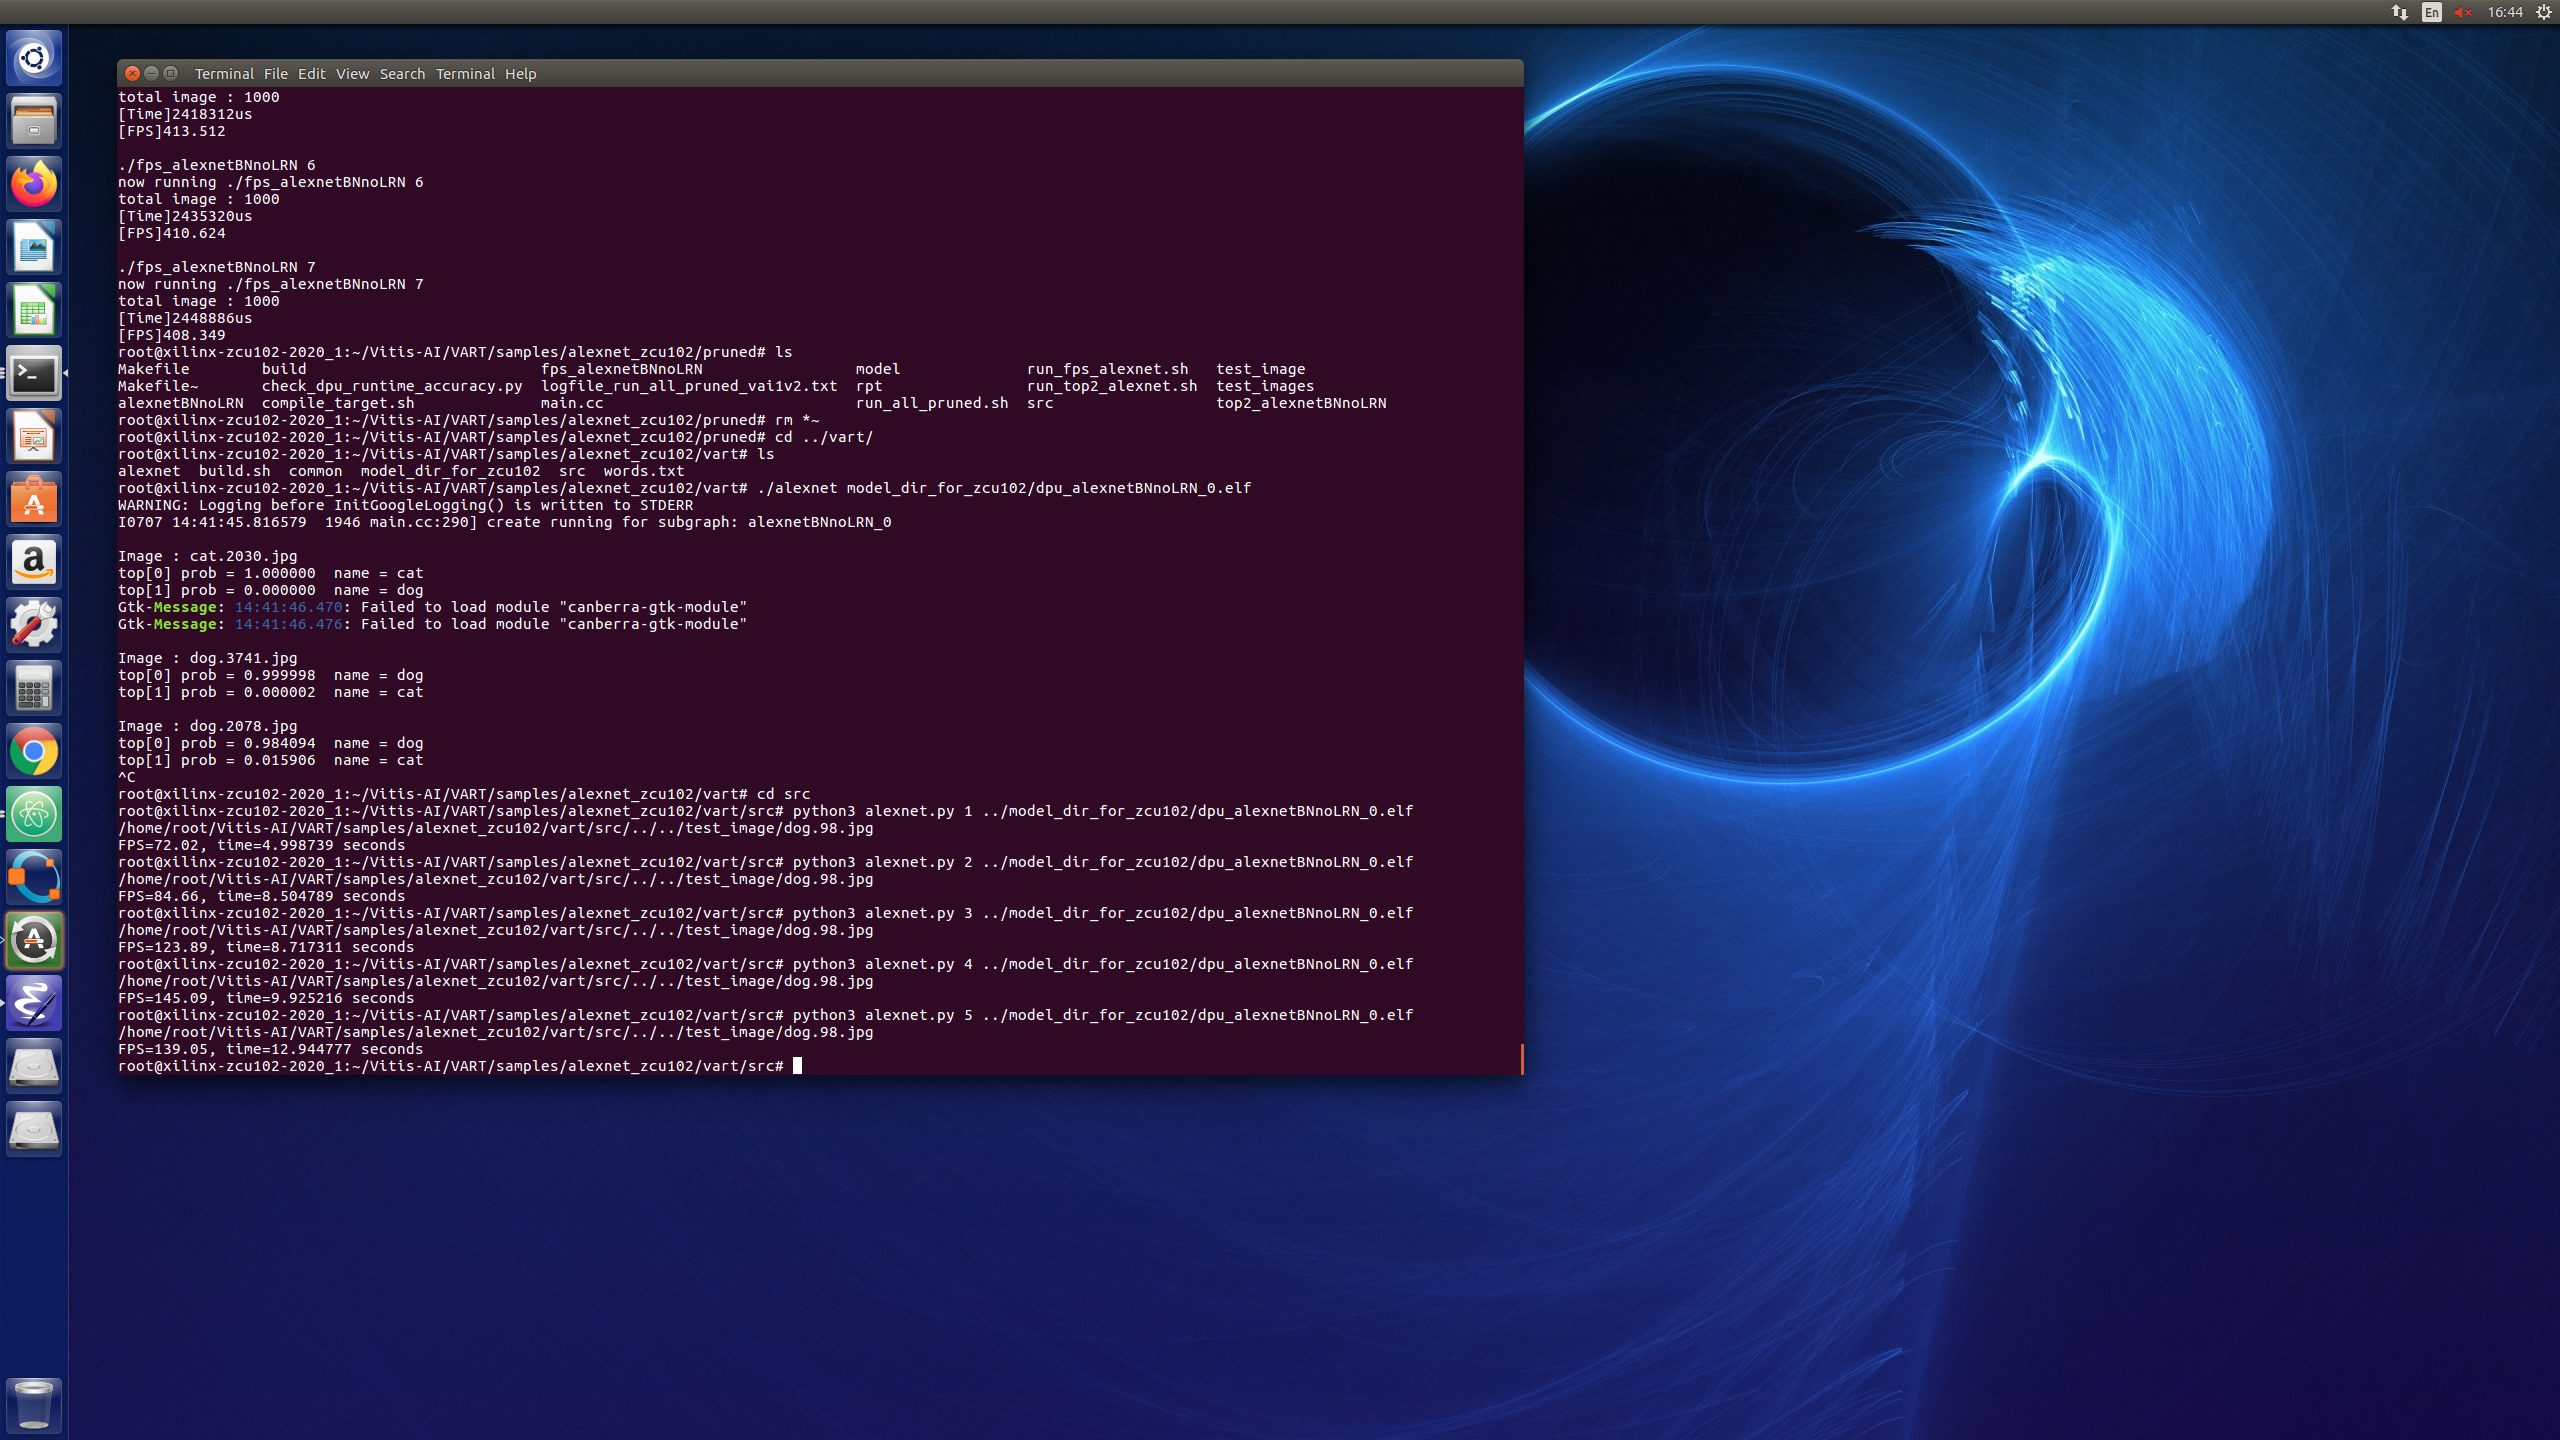 En 16:44
Terminal File Edit View Search Terminal Help
total image : 1000
[Time]2418312us
[FPS]413.512
./fps_alexnetBNnoLRN 6
now running ./fps_alexnetBNnoLRN 6
total image : 1000
[Time]2435320us
[FPS]410.624
./fps_alexnetBNnoLRN 7
now running ./fps_alexnetBNnoLRN 7
total image : 1000
[Time]2448886us
[FPS]408.349
root@xilinx-zcu102-2020_1:~/Vitis-AI/VART/samples/alexnet_zcu102/pruned# ls
Makefile build fps_alexnetBNnoLRN model run_fps_alexnet.sh test_image
Makefile~ check_dpu_runtime_accuracy.py logfile_run_all_pruned_vai1v2.txt rpt run_top2_alexnet.sh test_images
alexnetBNnoLRN compile_target.sh main.cc run_all_pruned.sh src top2_alexnetBNnoLRN
root@xilinx-zcu102-2020_1:~/Vitis-AI/VART/samples/alexnet_zcu102/pruned# rm *~
root@xilinx-zcu102-2020_1:~/Vitis-AI/VART/samples/alexnet_zcu102/pruned# cd ../vart/
root@xilinx-zcu102-2020_1:~/Vitis-AI/VART/samples/alexnet_zcu102/vart# ls
alexnet build.sh common model_dir_for_zcu102 src words.txt
root@xilinx-zcu102-2020_1:~/Vitis-AI/VART/samples/alexnet_zcu102/vart# ./alexnet model_dir_for_zcu102/dpu_alexnetBNnoLRN_0.elf
WARNING: Logging before InitGoogleLogging() is written to STDERR
I0707 14:41:45.816579 1946 main.cc:290] create running for subgraph: alexnetBNnoLRN_0
Image : cat.2030.jpg
top[0] prob = 1.000000 name = cat
top[1] prob = 0.000000 name = dog
Gtk-Message: 14:41:46.470: Failed to load module "canberra-gtk-module"
Gtk-Message: 14:41:46.476: Failed to load module "canberra-gtk-module"
Image : dog.3741.jpg
top[0] prob = 0.999998 name = dog
top[1] prob = 0.000002 name = cat
Image : dog.2078.jpg
top[0] prob = 0.984094 name = dog
top[1] prob = 0.015906 name = cat
^C
root@xilinx-zcu102-2020_1:~/Vitis-AI/VART/samples/alexnet_zcu102/vart# cd src
root@xilinx-zcu102-2020_1:~/Vitis-AI/VART/samples/alexnet_zcu102/vart/src# python3 alexnet.py 1 ../model_dir_for_zcu102/dpu_alexnetBNnoLRN_0.elf
/home/root/Vitis-AI/VART/samples/alexnet_zcu102/vart/src/../../test_image/dog.98.jpg
FPS=72.02, time=4.998739 seconds
root@xilinx-zcu102-2020_1:~/Vitis-AI/VART/samples/alexnet_zcu102/vart/src# python3 alexnet.py 2 ../model_dir_for_zcu102/dpu_alexnetBNnoLRN_0.elf
/home/root/Vitis-AI/VART/samples/alexnet_zcu102/vart/src/../../test_image/dog.98.jpg
FPS=84.66, time=8.504789 seconds
root@xilinx-zcu102-2020_1:~/Vitis-AI/VART/samples/alexnet_zcu102/vart/src# python3 alexnet.py 3 ../model_dir_for_zcu102/dpu_alexnetBNnoLRN_0.elf
/home/root/Vitis-AI/VART/samples/alexnet_zcu102/vart/src/../../test_image/dog.98.jpg
FPS=123.89, time=8.717311 seconds
root@xilinx-zcu102-2020_1:~/Vitis-AI/VART/samples/alexnet_zcu102/vart/src# python3 alexnet.py 4 ../model_dir_for_zcu102/dpu_alexnetBNnoLRN_0.elf
/home/root/Vitis-AI/VART/samples/alexnet_zcu102/vart/src/../../test_image/dog.98.jpg
FPS=145.09, time=9.925216 seconds
root@xilinx-zcu102-2020_1:~/Vitis-AI/VART/samples/alexnet_zcu102/vart/src# python3 alexnet.py 5 ../model_dir_for_zcu102/dpu_alexnetBNnoLRN_0.elf
/home/root/Vitis-AI/VART/samples/alexnet_zcu102/vart/src/../../test_image/dog.98.jpg
FPS=139.05, time=12.944777 seconds
root@xilinx-zcu102-2020_1:~/Vitis-AI/VART/samples/alexnet_zcu102/vart/src#